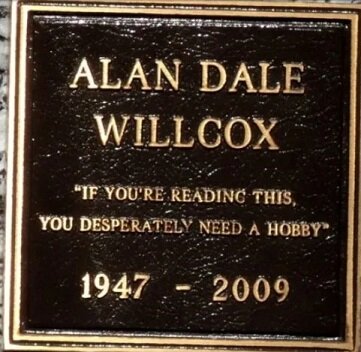 ALAN DALE
WILLCOX
"IF YOU'RE READING THIS,
YOU DESPERATELY NEED A HOBBY"
1947 - 2009